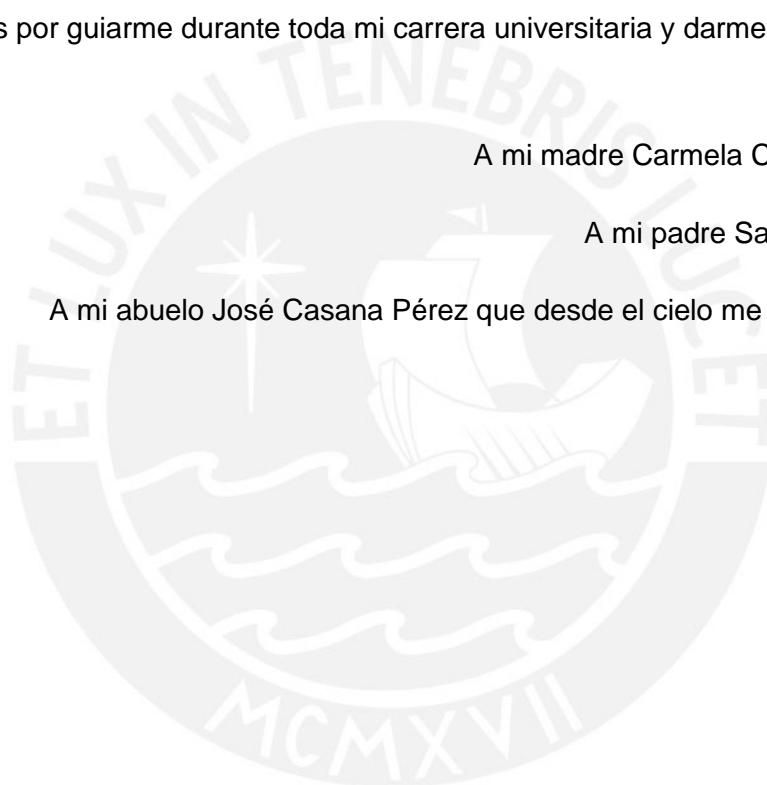 por guiarme durante toda mi carrera universitaria y darme
A mi madre Carmela
A mi padre
A mi abuelo José Casana Pérez que desde el cielo me
ET LUX IN TENEBRIS LUCET
MCMXVII